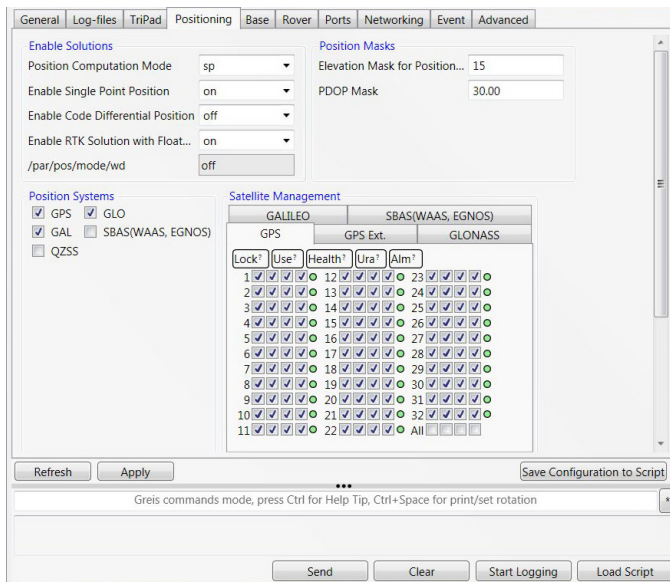 General Log-files TriPad Positioning Base Rover Ports Networking Event Advanced
Enable Solutions
Position Computation Mode sp
Enable Single Point Position on
Enable Code Differential Position off
Enable RTK Solution with Float... on
/par/pos/mode/wd off
Position Masks
Elevation Mask for Position... 15
PDOP Mask 30.00
Position Systems
GPS GLO
GAL SBAS(WAAS, EGNOS)
QZSS
Satellite Management
GALILEO SBAS(WAAS, EGNOS)
GPS GPS Ext. GLONASS
Lock? Use? Health? Ura? Alm?
1 12 23
2 13 24
3 14 25
4 15 26
5 16 27
6 17 28
7 18 29
8 19 30
9 20 31
10 21 32
11 22 All
Refresh Apply Save Configuration to Script
Greis commands mode, press Ctrl for Help Tip, Ctrl+Space for print/set rotation *
Send Clear Start Logging Load Script